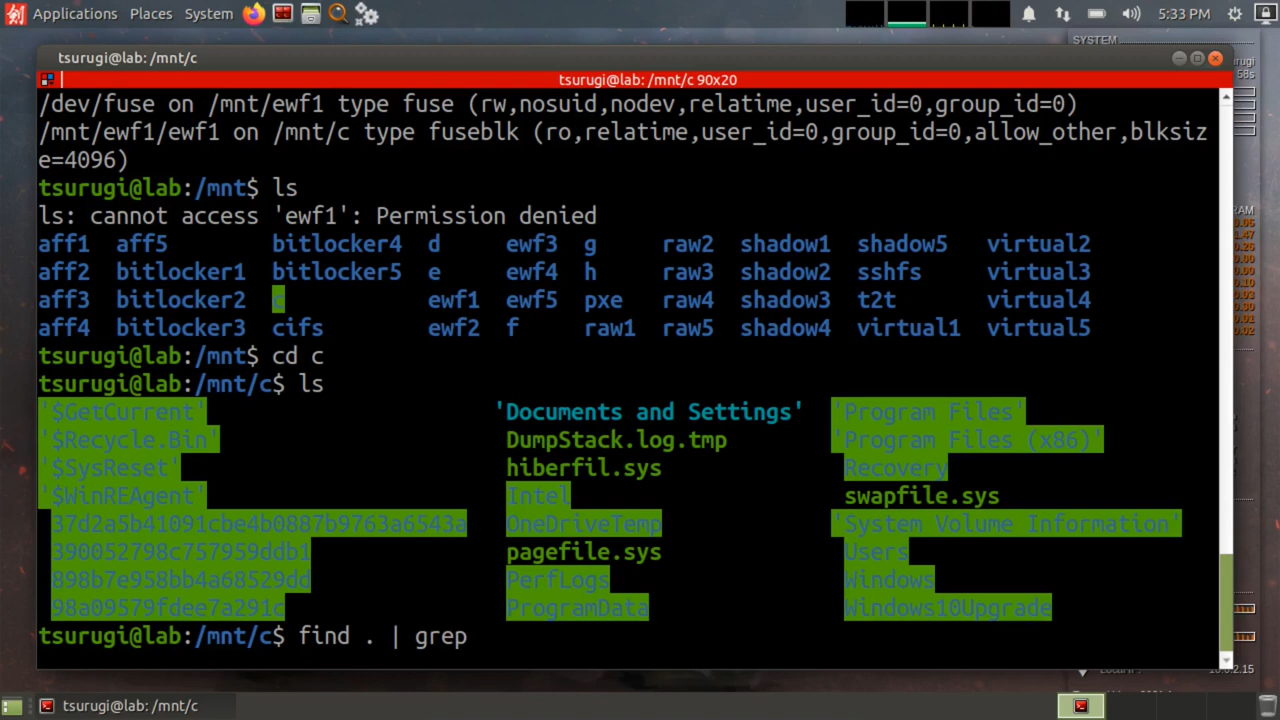 Applications Places System 5:33 PM
SYSTEM
tsurugi@lab: /mnt/c
tsurugi@lab: /mnt/c 90x20
/dev/fuse on /mnt/ewf1 type fuse (rw,nosuid,nodev,relatime,user_id=0,group_id=0)
/mnt/ewf1/ewf1 on /mnt/c type fuseblk (ro,relatime,user_id=0,group_id=0,allow_other,blksiz
e=4096)
tsurugi@lab:/mnt$ ls
ls: cannot access 'ewf1': Permission denied
aff1 aff5 bitlocker4 d ewf3 g raw2 shadow1 shadow5 virtual2
aff2 bitlocker1 bitlocker5 e ewf4 h raw3 shadow2 sshfs virtual3
aff3 bitlocker2 c ewf1 ewf5 pxe raw4 shadow3 t2t virtual4
aff4 bitlocker3 cifs ewf2 f raw1 raw5 shadow4 virtual1 virtual5
tsurugi@lab:/mnt$ cd c
tsurugi@lab:/mnt/c$ ls
'$GetCurrent' 'Documents and Settings' 'Program Files'
'$Recycle.Bin' DumpStack.log.tmp 'Program Files (x86)'
'$SysReset' hiberfil.sys Recovery
'$WinREAgent' Intel swapfile.sys
37d2a5b41091cbe4b0887b9763a6543a OneDriveTemp 'System Volume Information'
390052798c757959ddb1 pagefile.sys Users
898b7e958bb4a68529dd PerfLogs Windows
98a09579fdee7a291c ProgramData Windows10Upgrade
tsurugi@lab:/mnt/c$ find . | grep
tsurugi@lab: /mnt/c